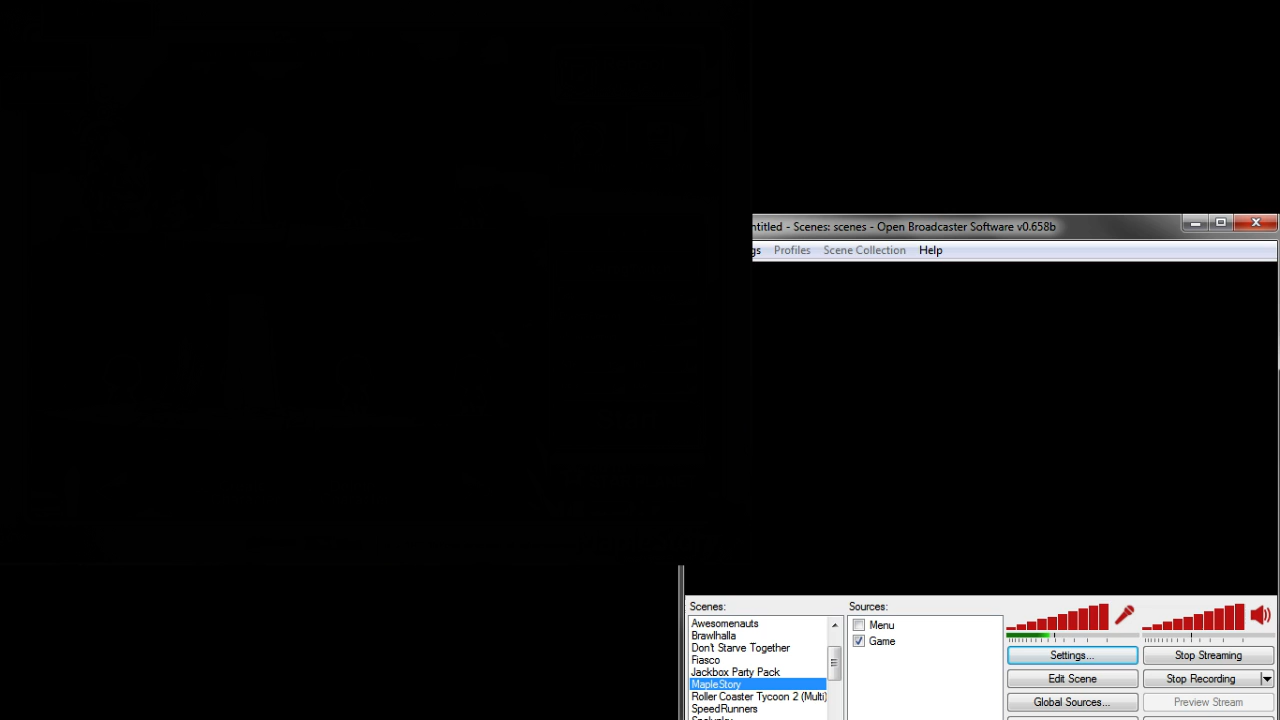 ntitled - Scenes: scenes - Open Broadcaster Software v0.658b
gs Profiles Scene Collection Help
Scenes:
Awesomenauts
Brawlhalla
Don't Starve Together
Fiasco
Jackbox Party Pack
MapleStory
Roller Coaster Tycoon 2 (Multi)
SpeedRunners
Sources:
Menu
Game
Settings...
Stop Streaming
Edit Scene
Stop Recording
Global Sources...
Preview Stream